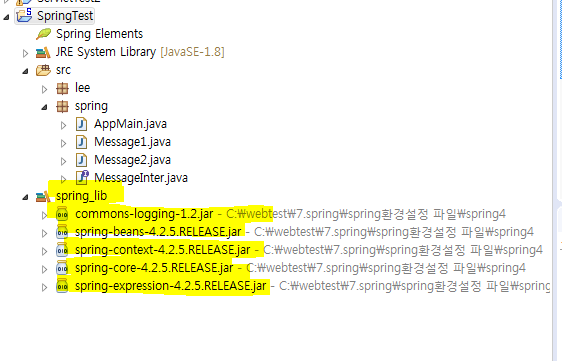 SpringTest
Spring Elements
JRE System Library [JavaSE-1.8]
src
lee
spring
AppMain.java
Message1.java
Message2.java
MessageInter.java
spring_lib
commons-logging-1.2.jar - C:₩webtest₩7.spring₩spring환경설정 파일₩spring4
spring-beans-4.2.5.RELEASE.jar - C:₩webtest₩7.spring₩spring환경설정 파일₩spring4
spring-context-4.2.5.RELEASE.jar - C:₩webtest₩7.spring₩spring환경설정 파일₩spring4
spring-core-4.2.5.RELEASE.jar - C:₩webtest₩7.spring₩spring환경설정 파일₩spring4
spring-expression-4.2.5.RELEASE.jar - C:₩webtest₩7.spring₩spring환경설정 파일₩spring